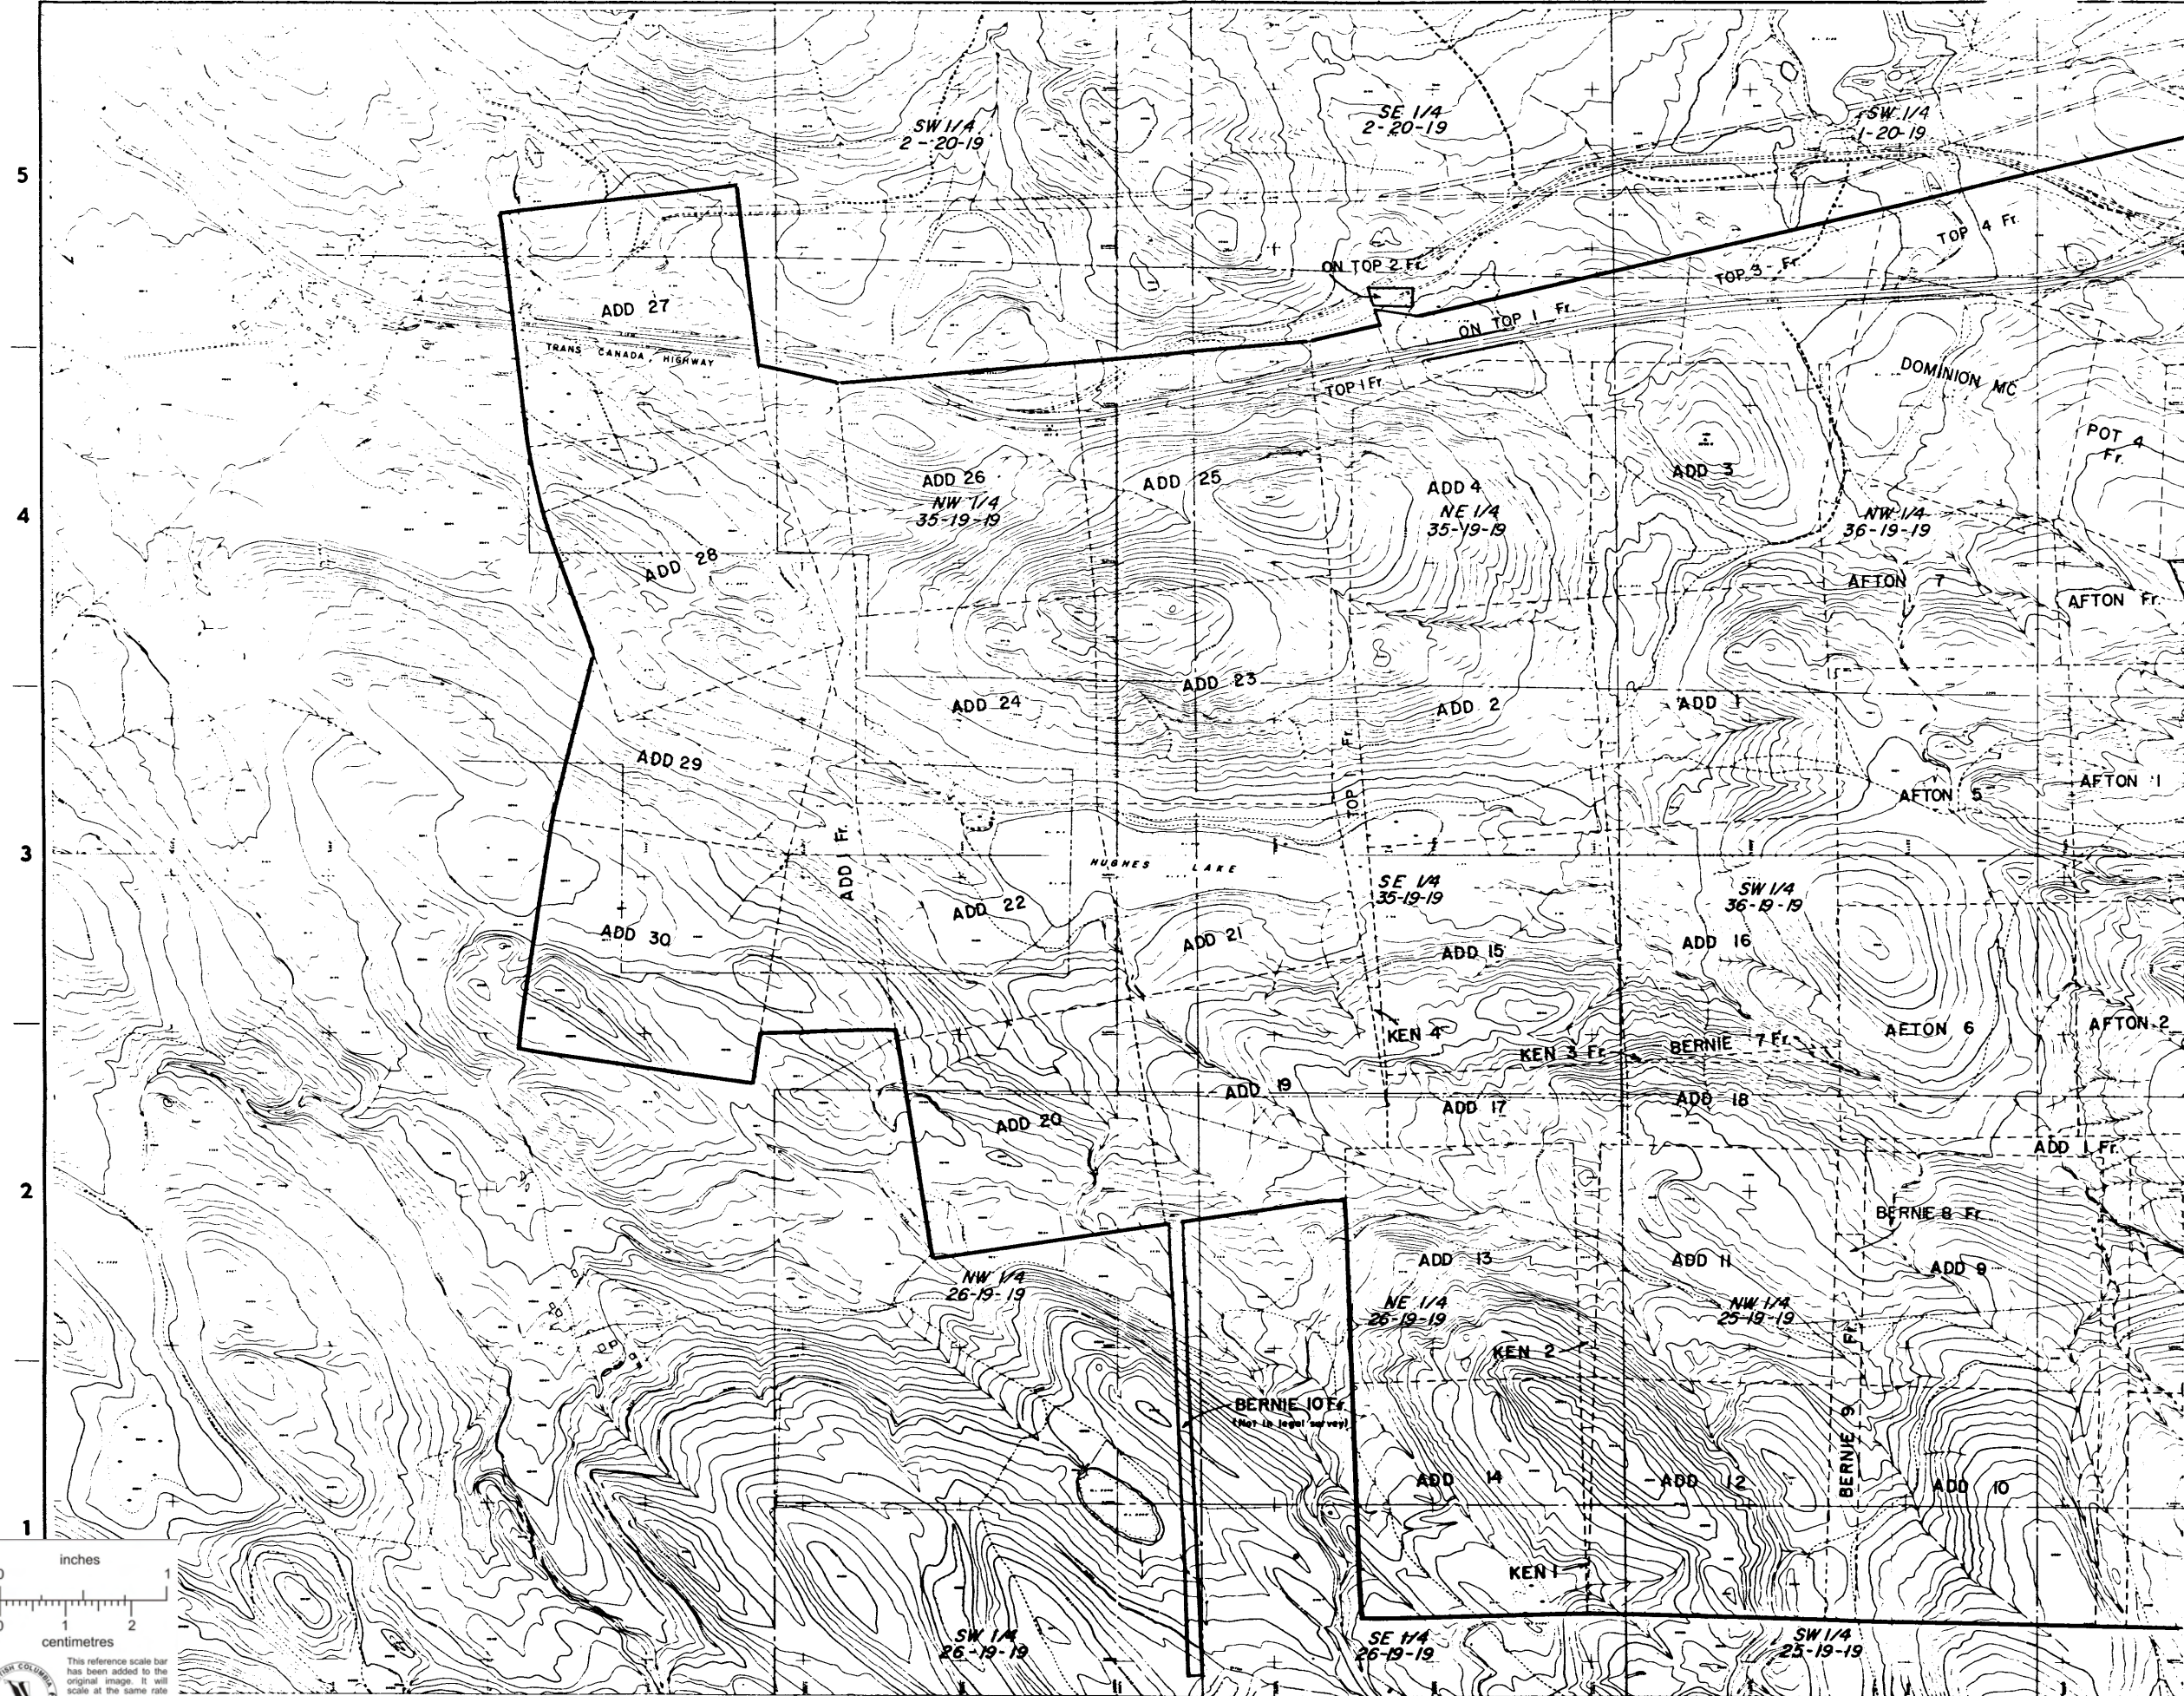 SW 1/4
2-20-19
SE 1/4
2-20-19
SW 1/4
1-20-19
5
TOP 4 Fr.
ON TOP 2 Fr.
TOP 3 Fr.
ADD 27
ON TOP 1 Fr.
TRANS CANADA HIGHWAY
TOP 1 Fr.
DOMINION MC
POT 4
Fr.
ADD 3
ADD 26
NW 1/4
35-19-19
ADD 25
ADD 4
NE 1/4
35-19-19
4
NW 1/4
36-19-19
ADD 28
AFTON 7
AFTON Fr.
ADD 23
ADD 24
ADD 2
ADD 1
TOP Fr.
ADD 29
AFTON 1
AFTON 5
3
ADD 1 Fr.
HUGHES LAKE
SE 1/4
35-19-19
SW 1/4
36-19-19
ADD 22
ADD 30
ADD 21
ADD 15
ADD 16
KEN 4
AFTON 6
AFTON 2
KEN 3 Fr.
BERNIE 7 Fr.
ADD 19
ADD 17
ADD 18
ADD 20
ADD 1 Fr.
2
BERNIE 8 Fr.
ADD 13
ADD 11
ADD 9
NW 1/4
26-19-19
NE 1/4
26-19-19
NW 1/4
25-19-19
KEN 2
BERNIE 10 Fr.
(Not in legal survey)
BERNIE 9 Fr.
ADD 14
ADD 12
ADD 10
1
KEN 1
SW 1/4
26-19-19
SE 1/4
26-19-19
SW 1/4
25-19-19
inches
0 1
0 1 2
centimetres
This reference scale bar
has been added to the
original image. It will
scale at the same rate